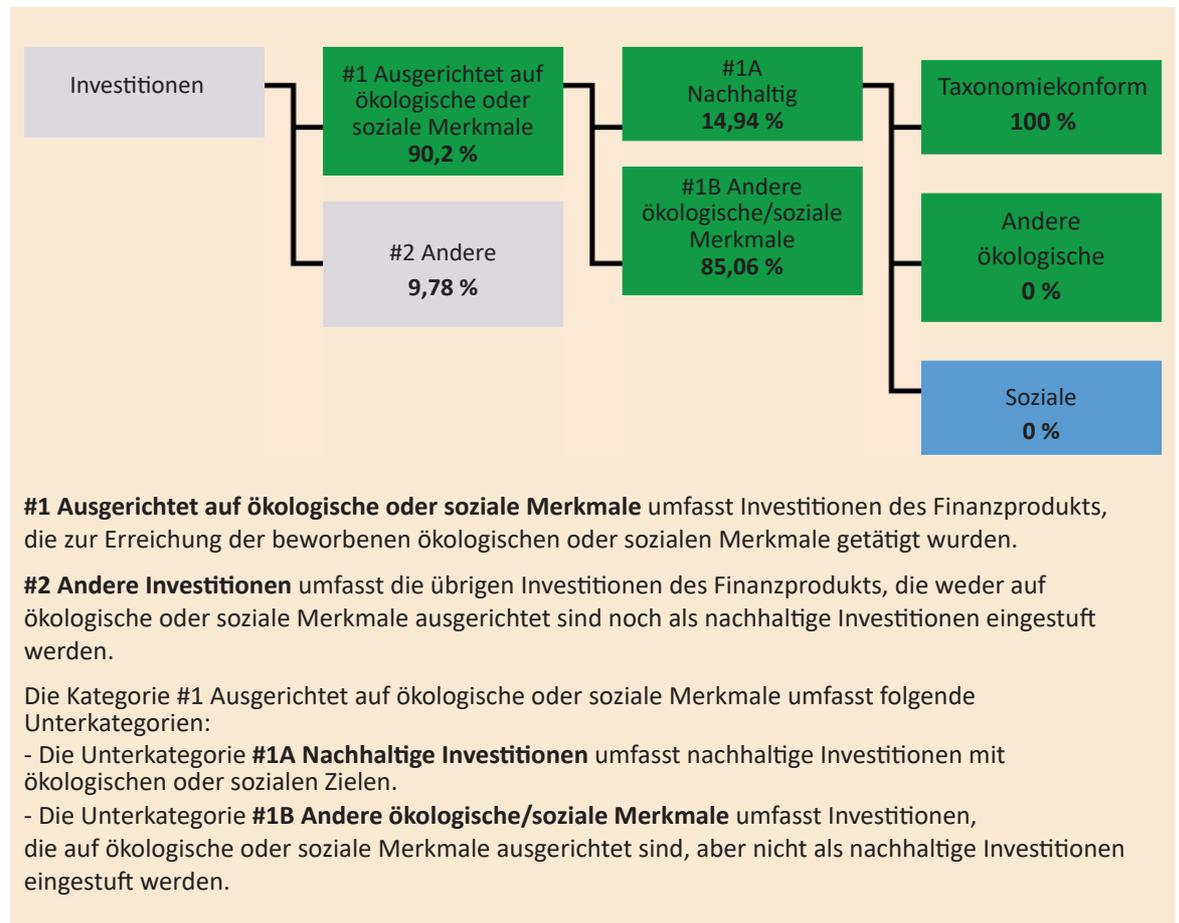 Investitionen
#1 Ausgerichtet auf
ökologische oder
soziale Merkmale
90,2 %
#2 Andere
9,78 %
#1A
Nachhaltig
14,94 %
#1B Andere
ökologische/soziale
Merkmale
85,06 %
Taxonomiekonform
100 %
Andere
ökologische
0 %
Soziale
0 %
#1 Ausgerichtet auf ökologische oder soziale Merkmale umfasst Investitionen des Finanzprodukts,
die zur Erreichung der beworbenen ökologischen oder sozialen Merkmale getätigt wurden.
#2 Andere Investitionen umfasst die übrigen Investitionen des Finanzprodukts, die weder auf
ökologische oder soziale Merkmale ausgerichtet sind noch als nachhaltige Investitionen eingestuft
werden.
Die Kategorie #1 Ausgerichtet auf ökologische oder soziale Merkmale umfasst folgende
Unterkategorien:
- Die Unterkategorie #1A Nachhaltige Investitionen umfasst nachhaltige Investitionen mit
ökologischen oder sozialen Zielen.
- Die Unterkategorie #1B Andere ökologische/soziale Merkmale umfasst Investitionen,
die auf ökologische oder soziale Merkmale ausgerichtet sind, aber nicht als nachhaltige Investitionen
eingestuft werden.